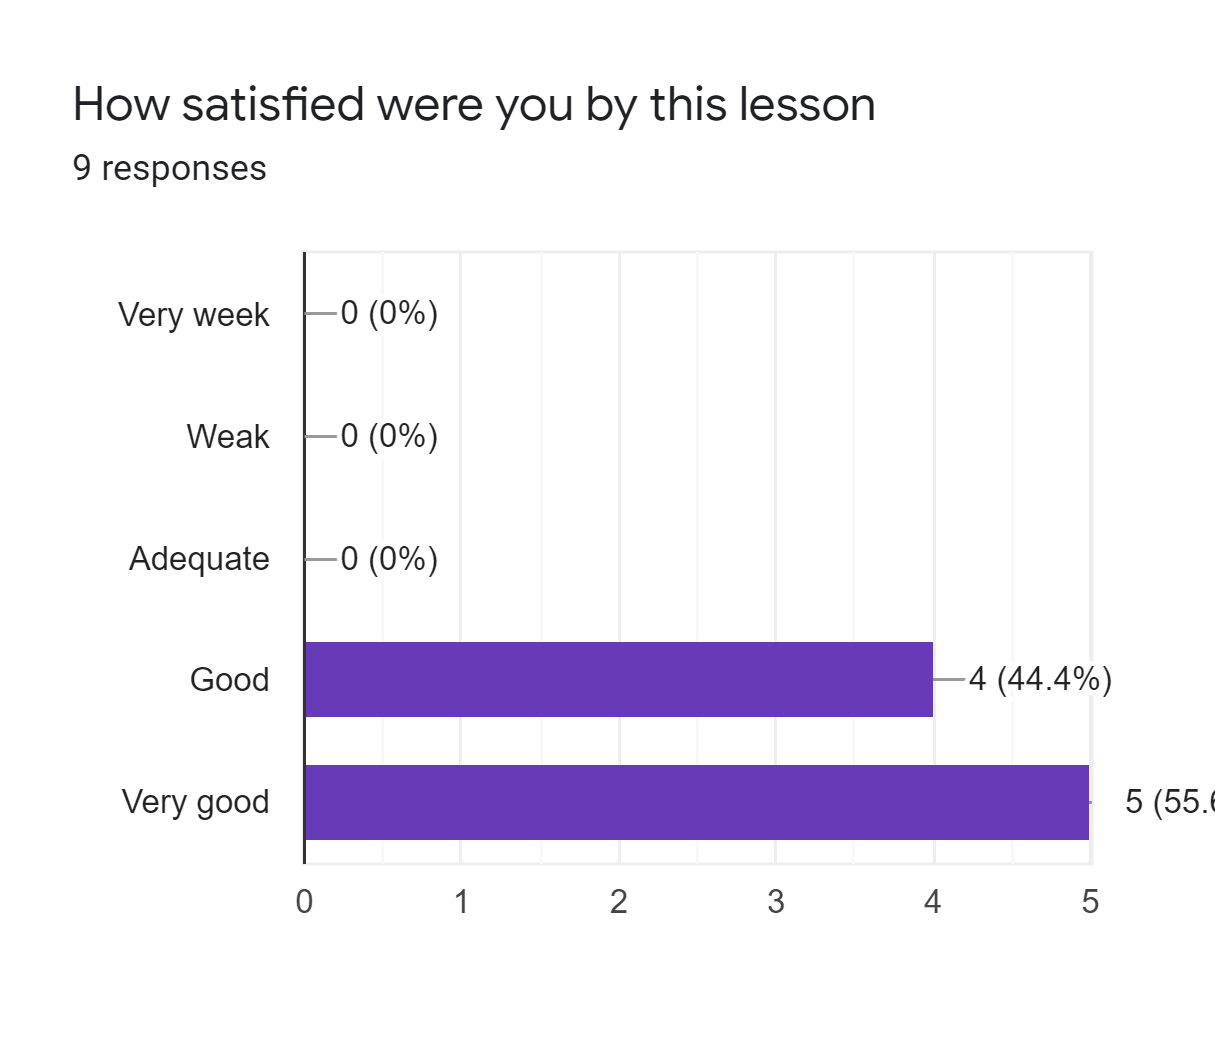 How satisfied were you by this lesson
9 responses
Very week 0 (0%)
Weak 0 (0%)
Adequate 0 (0%)
Good 4 (44.4%)
Very good 5
0 1 2 3 4 5